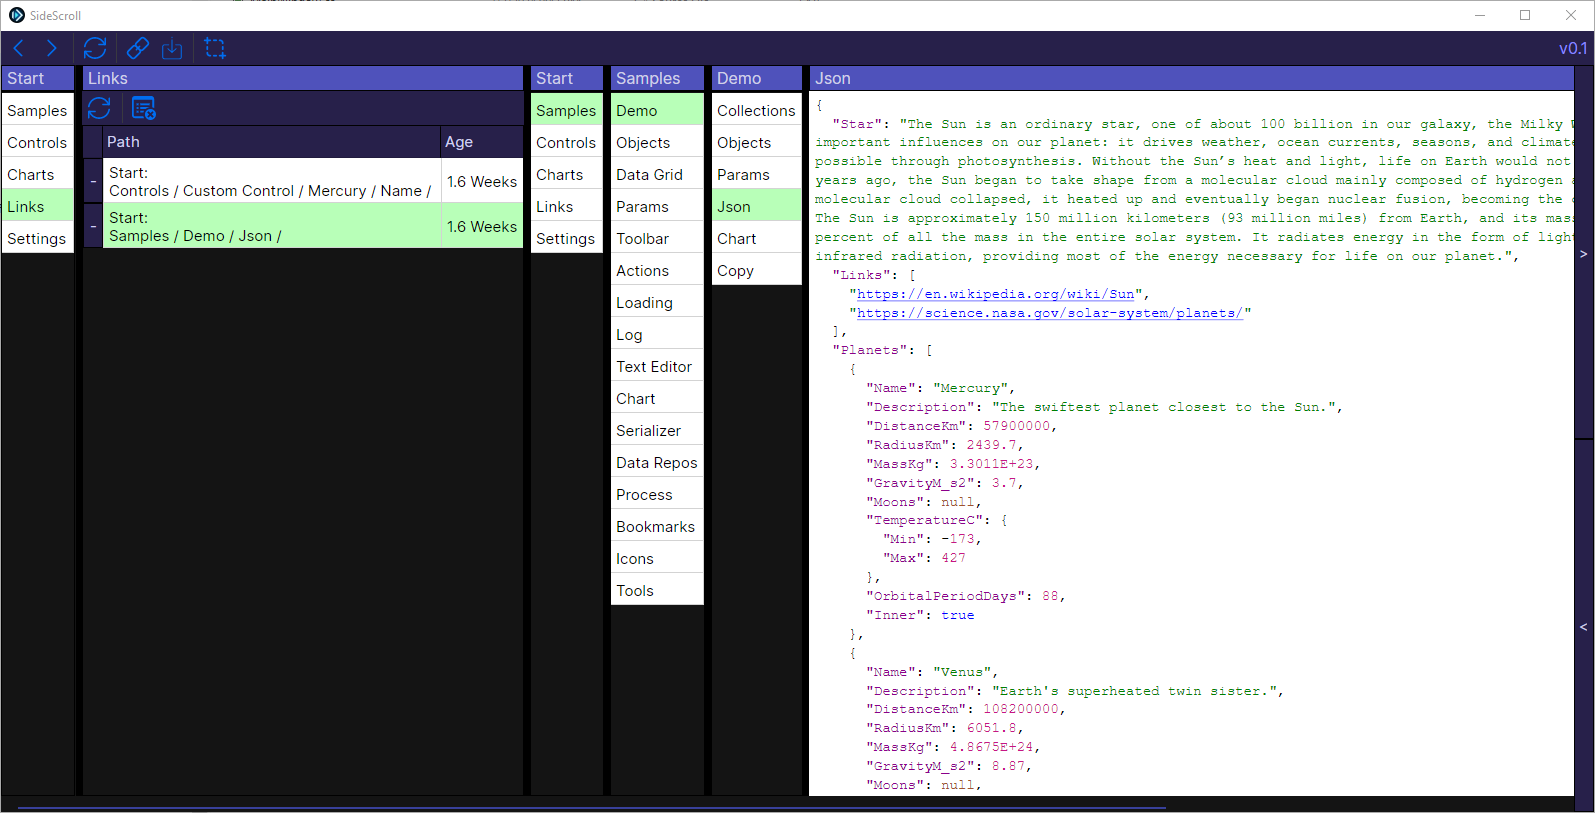 SideScroll
v0.1
Start
Samples
Controls
Charts
Links
Settings
Links
Path
Age
-
Start:
Controls / Custom Control / Mercury / Name /
1.6 Weeks
-
Start:
Samples / Demo / Json /
1.6 Weeks
Start
Samples
Controls
Charts
Links
Settings
Samples
Demo
Objects
Data Grid
Params
Toolbar
Actions
Loading
Log
Text Editor
Chart
Serializer
Data Repos
Process
Bookmarks
Icons
Tools
Demo
Collections
Objects
Params
Json
Chart
Copy
Json
{
"Star": "The Sun is an ordinary star, one of about 100 billion in our galaxy, the Milky
important influences on our planet: it drives weather, ocean currents, seasons, and climate
possible through photosynthesis. Without the Sun’s heat and light, life on Earth would not
years ago, the Sun began to take shape from a molecular cloud mainly composed of hydrogen
molecular cloud collapsed, it heated up and eventually began nuclear fusion, becoming the
The Sun is approximately 150 million kilometers (93 million miles) from Earth, and its mass
percent of all the mass in the entire solar system. It radiates energy in the form of light
infrared radiation, providing most of the energy necessary for life on our planet.",
"Links": [
"https://en.wikipedia.org/wiki/Sun",
"https://science.nasa.gov/solar-system/planets/"
],
"Planets": [
{
"Name": "Mercury",
"Description": "The swiftest planet closest to the Sun.",
"DistanceKm": 57900000,
"RadiusKm": 2439.7,
"MassKg": 3.3011E+23,
"GravityM_s2": 3.7,
"Moons": null,
"TemperatureC": {
"Min": -173,
"Max": 427
},
"OrbitalPeriodDays": 88,
"Inner": true
},
{
"Name": "Venus",
"Description": "Earth's superheated twin sister.",
"DistanceKm": 108200000,
"RadiusKm": 6051.8,
"MassKg": 4.8675E+24,
"GravityM_s2": 8.87,
"Moons": null,
>
<